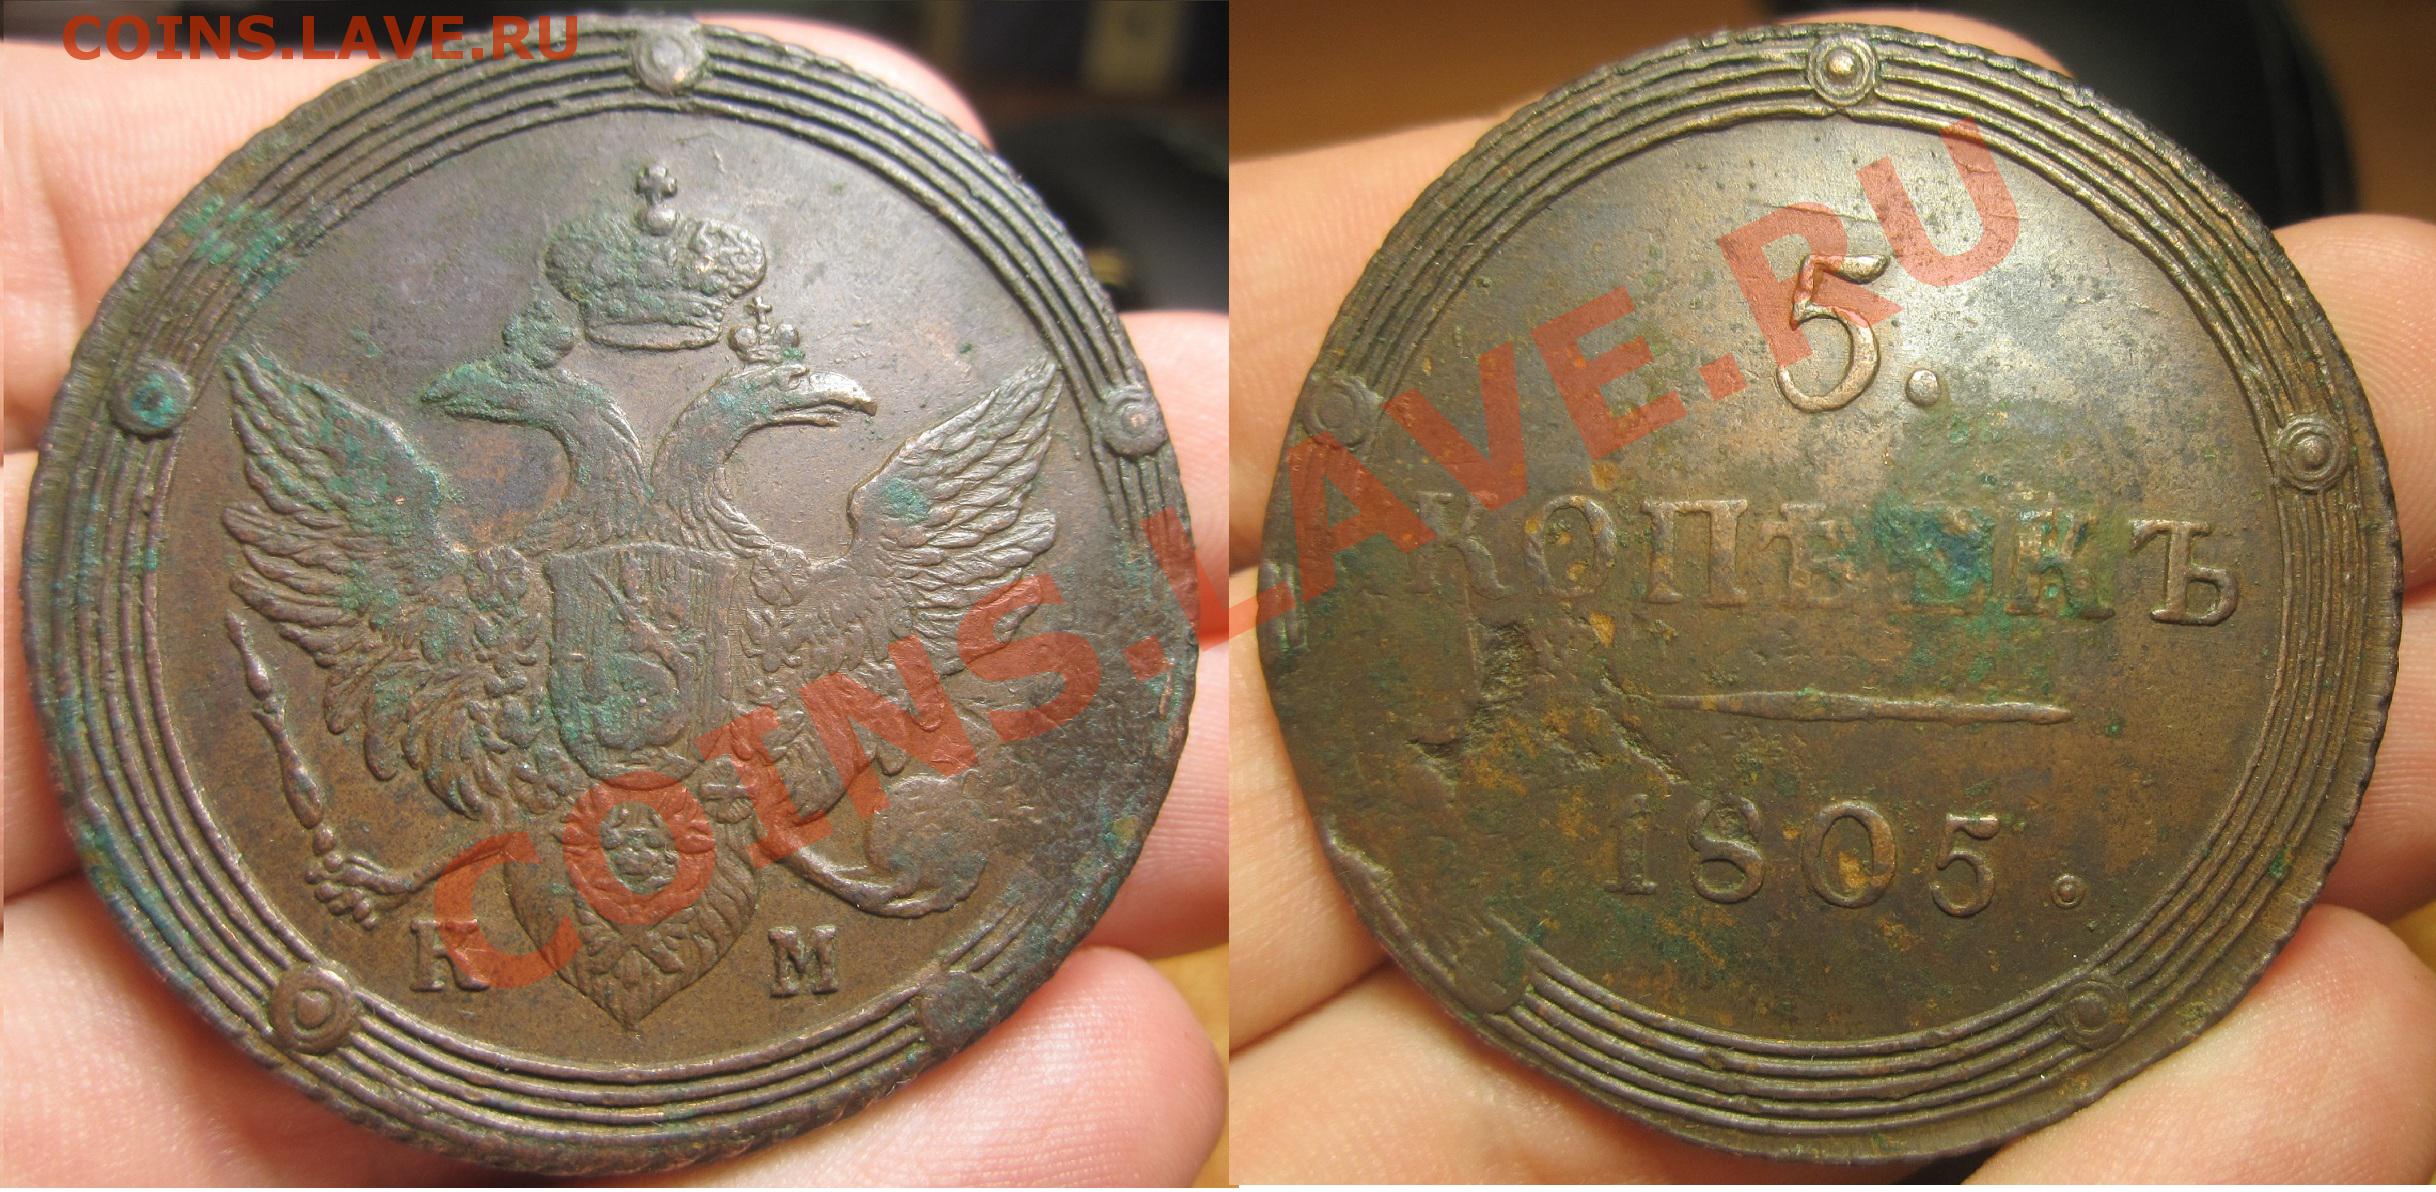 COINS.LAVE.RU
К М
5.
КОПѢЕКЪ
1805.
COINS.LAVE.RU